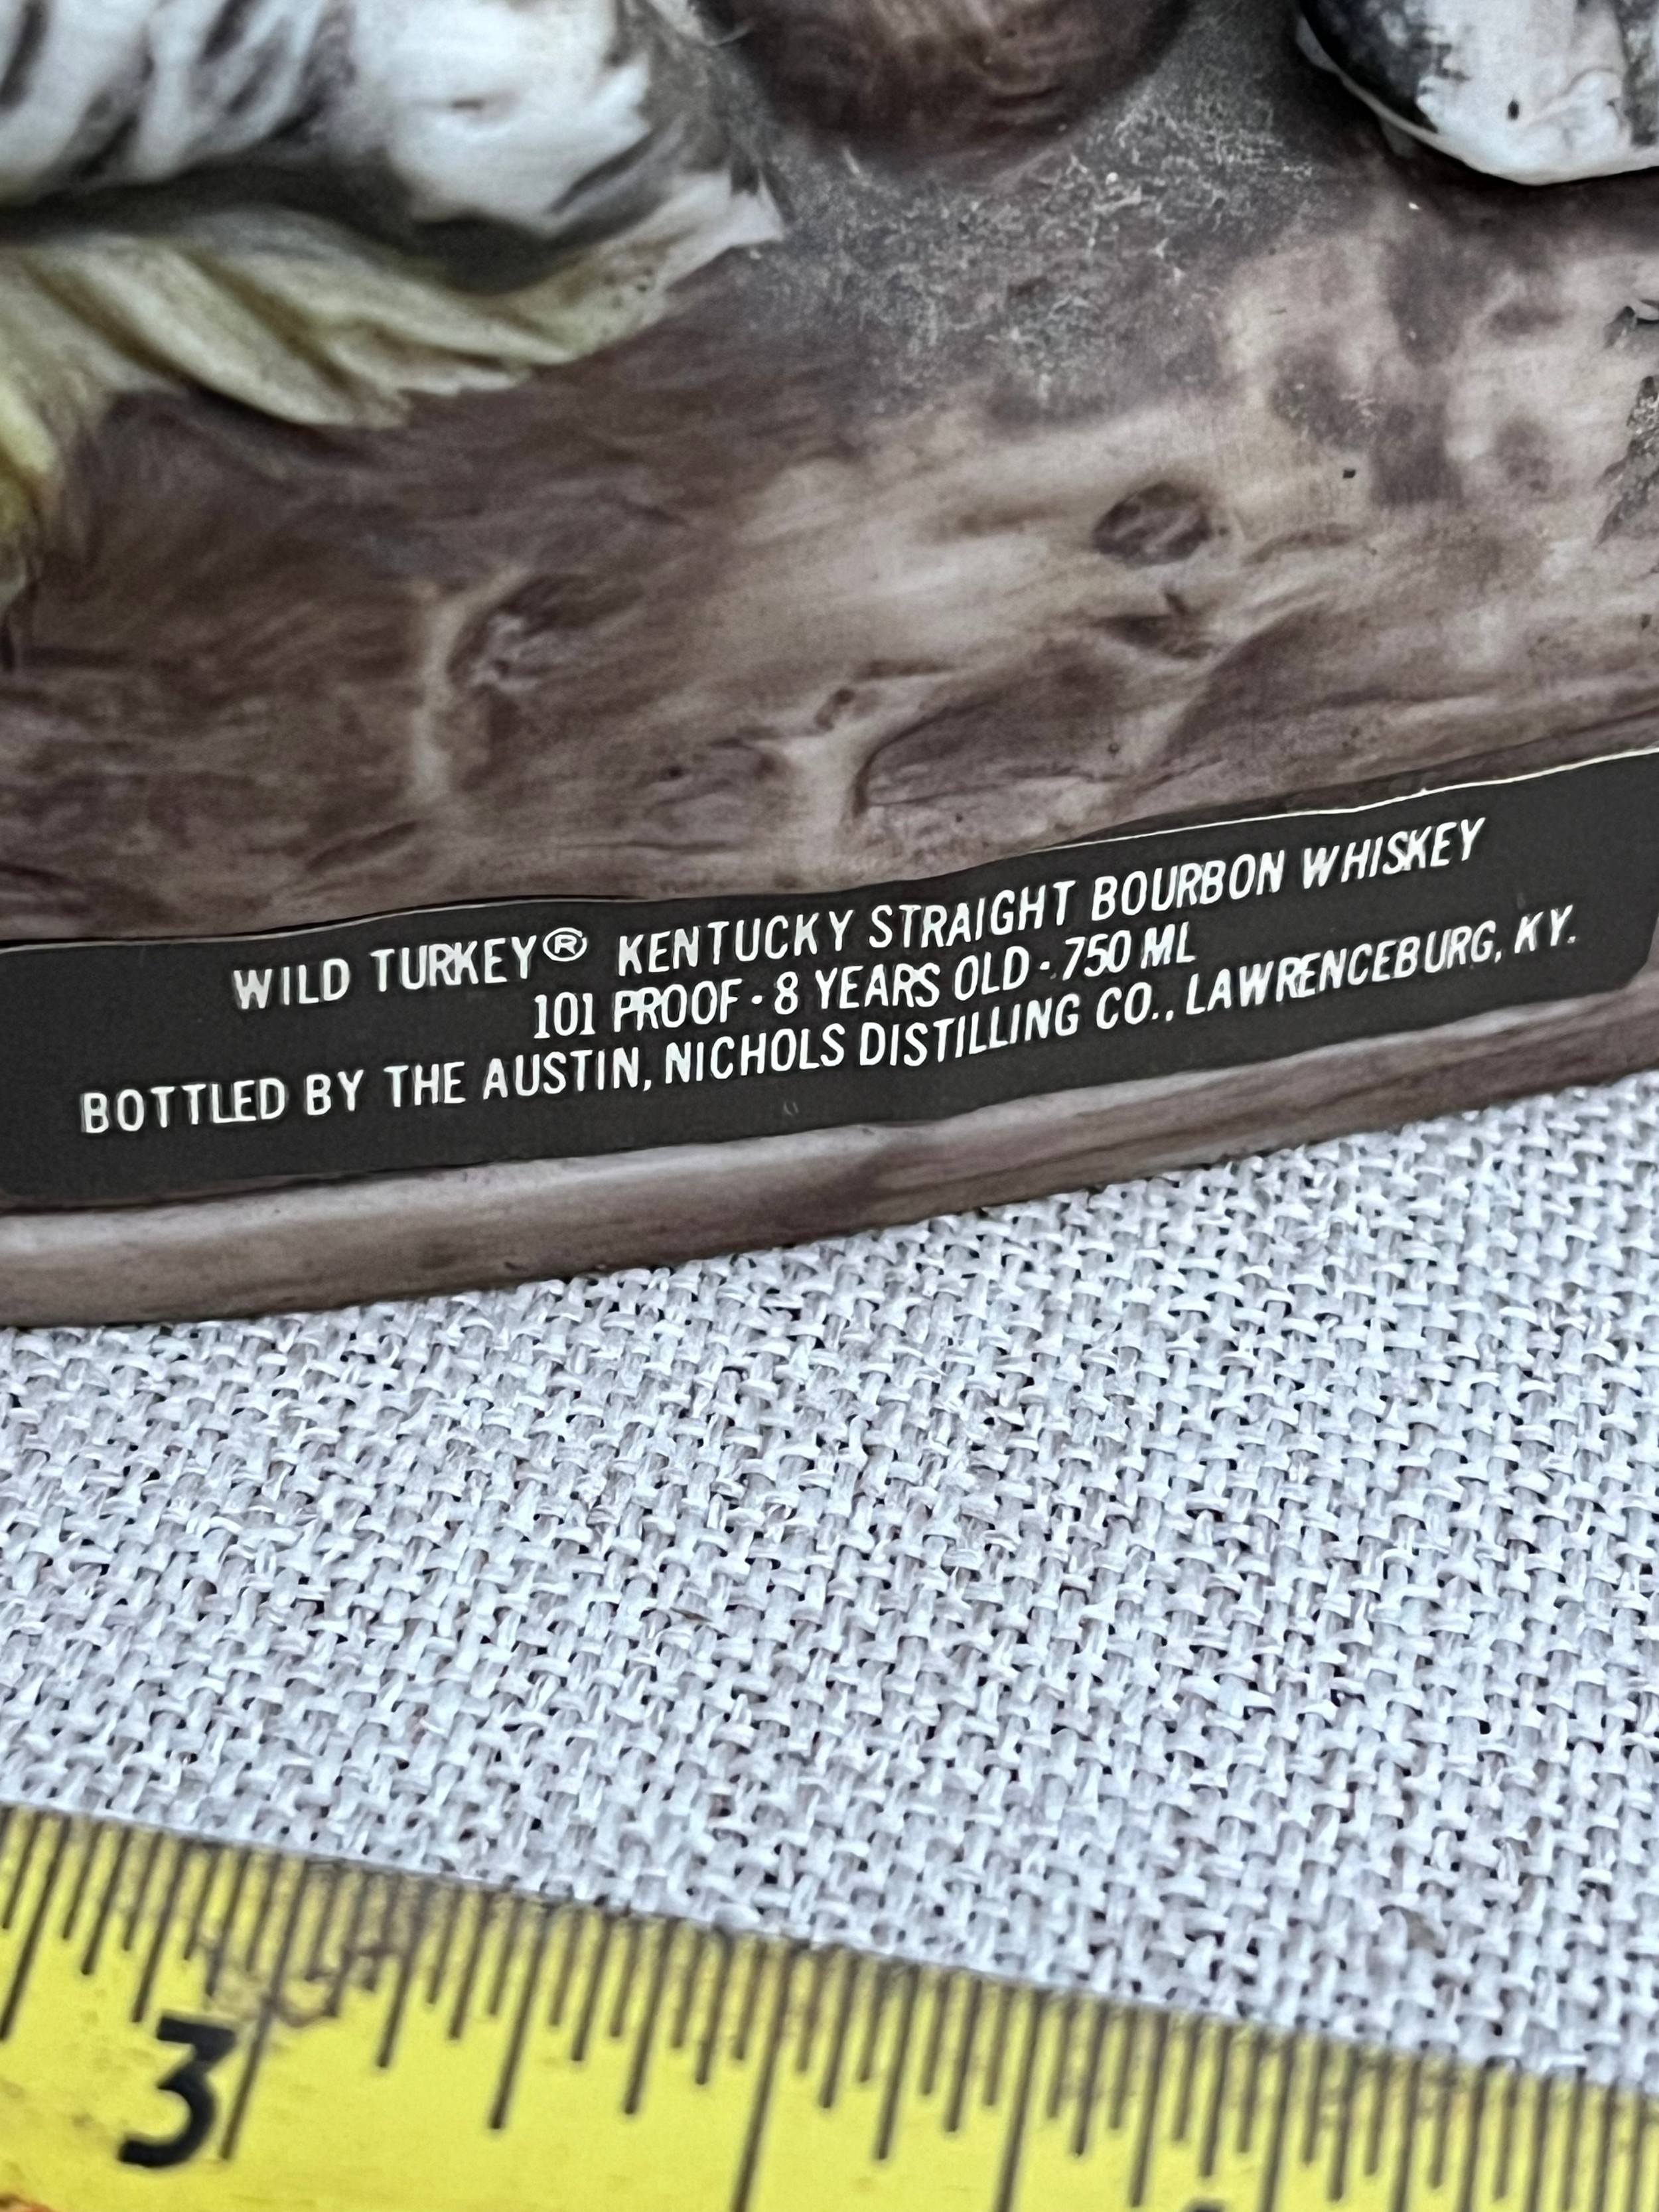 WILD TURKEY® KENTUCKY STRAIGHT BOURBON WHISKEY
101 PROOF - 8 YEARS OLD - 750 ML
BOTTLED BY THE AUSTIN, NICHOLS DISTILLING CO., LAWRENCEBURG, KY.
3